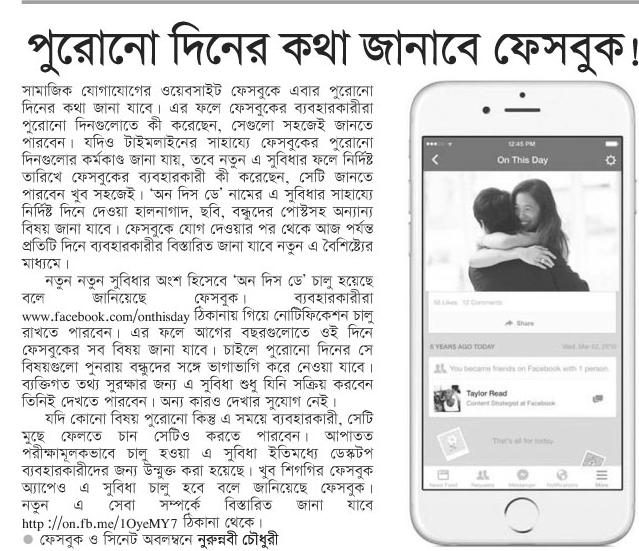 পুরোনো দিনের কথা জানাবে ফেসবুক!
সামাজিক যোগাযোগের ওয়েবসাইট ফেসবুকে এবার পুরোনো
দিনের কথা জানা যাবে। এর ফলে ফেসবুকের ব্যবহারকারীরা
পুরোনো দিনগুলোতে কী করেছেন, সেগুলো সহজেই জানতে
পারবেন। যদিও টাইমলাইনের সাহায্যে ফেসবুকের পুরোনো
দিনগুলোর কর্মকাণ্ড জানা যায়, তবে নতুন এ সুবিধার ফলে নির্দিষ্ট
তারিখে ফেসবুকের ব্যবহারকারী কী করেছেন, সেটি জানতে
পারবেন খুব সহজেই। ‘অন দিস ডে’ নামের এ সুবিধার সাহায্যে
নির্দিষ্ট দিনে দেওয়া হালনাগাদ, ছবি, বন্ধুদের পোস্টসহ অন্যান্য
বিষয় জানা যাবে। ফেসবুকে যোগ দেওয়ার পর থেকে আজ পর্যন্ত
প্রতিটি দিনে ব্যবহারকারীর বিস্তারিত জানা যাবে নতুন এ বৈশিষ্ট্যের
মাধ্যমে।
নতুন নতুন সুবিধার অংশ হিসেবে ‘অন দিস ডে’ চালু হয়েছে
বলে জানিয়েছে ফেসবুক। ব্যবহারকারীরা
www.facebook.com/onthisday ঠিকানায় গিয়ে নোটিফিকেশন চালু
রাখতে পারবেন। এর ফলে আগের বছরগুলোতে ওই দিনে
ফেসবুকের সব বিষয় জানা যাবে। চাইলে পুরোনো দিনের সে
বিষয়গুলো পুনরায় বন্ধুদের সঙ্গে ভাগাভাগি করে নেওয়া যাবে।
ব্যক্তিগত তথ্য সুরক্ষার জন্য এ সুবিধা শুধু যিনি সক্রিয় করবেন
তিনিই দেখতে পারবেন। অন্য কারও দেখার সুযোগ নেই।
যদি কোনো বিষয় পুরোনো কিন্তু এ সময়ে ব্যবহারকারী, সেটি
মুছে ফেলতে চান সেটিও করতে পারবেন। আপাতত
পরীক্ষামূলকভাবে চালু হওয়া এ সুবিধা ইতিমধ্যে ডেস্কটপ
ব্যবহারকারীদের জন্য উন্মুক্ত করা হয়েছে। খুব শিগগির ফেসবুক
অ্যাপেও এ সুবিধা চালু হবে বলে জানিয়েছে ফেসবুক।
নতুন এ সেবা সম্পর্কে বিস্তারিত জানা যাবে
http://on.fb.me/1OyeMY7 ঠিকানা থেকে।
● ফেসবুক ও সিনেট অবলম্বনে নুরুন্নবী চৌধুরী
12:45 PM
On This Day
56 Likes 12 Comments
Share
5 YEARS AGO TODAY Wed, Mar 02, 2010
You became friends on Facebook with 1 person.
Taylor Read
Content Strategist at Facebook
That's all for today.
News Feed Requests Messenger Notifications More